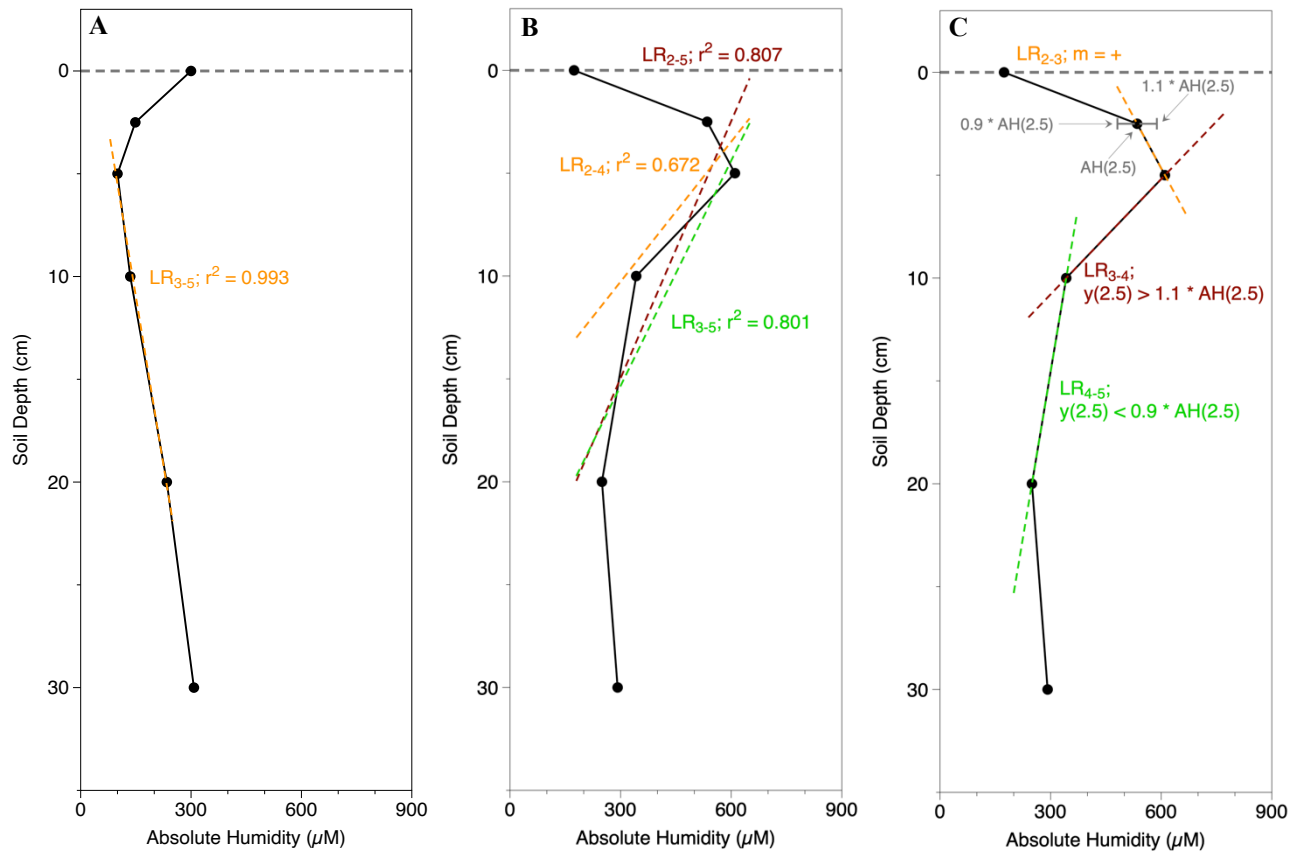 A
0
10
20
30
Soil Depth (cm)
LR3-5; r² = 0.993
0
300
600
900
Absolute Humidity (µM)
B
0
10
20
30
Soil Depth (cm)
LR2-5; r² = 0.807
LR2-4; r² = 0.672
LR3-5; r² = 0.801
0
300
600
900
Absolute Humidity (µM)
C
0
10
20
30
Soil Depth (cm)
LR2-3; m = +
1.1 * AH(2.5)
0.9 * AH(2.5)
AH(2.5)
LR3-4;
y(2.5) > 1.1 * AH(2.5)
LR4-5;
y(2.5) < 0.9 * AH(2.5)
0
300
600
900
Absolute Humidity (µM)